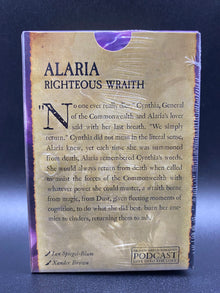 ALARIA
RIGHTEOUS WRAITH
"NO ONE EVER REALLY DIES," CYNTHIA, GENERAL
OF THE COMMONWEALTH AND ALARIA'S LOVER
SAID WITH HER LAST BREATH. "WE SIMPLY
RETURN." CYNTHIA DID NOT MEAN IN THE LITERAL SENSE,
ALARIA KNEW, YET EACH TIME SHE WAS SUMMONED
FROM DEATH, ALARIA REMEMBERED CYNTHIA'S WORDS.
SHE WOULD ALWAYS RETURN FROM DEATH WHEN CALLED
TO ASSIST THE FORCES OF THE COMMONWEALTH WITH
WHATEVER POWER SHE COULD MUSTER, A WRAITH BORNE
FROM MAGIC, FROM DUST, GIVEN FLEETING MOMENTS OF
COGNITION, TO DO WHAT SHE DID BEST: BURN HER ENE-
MIES TO CINDERS, RETURNING THEM TO ASH.
Len Spiegel-Blum
Xander Brown
PODCAST